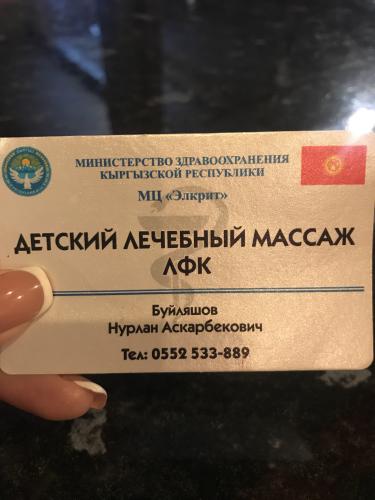 МИНИСТЕРСТВО ЗДРАВООХРАНЕНИЯ
КЫРГЫЗСКОЙ РЕСПУБЛИКИ
МЦ «Элкрит»
ДЕТСКИЙ ЛЕЧЕБНЫЙ МАССАЖ
ЛФК
Буйляшов
Нурлан Аскарбекович
Тел: 0552 533-889